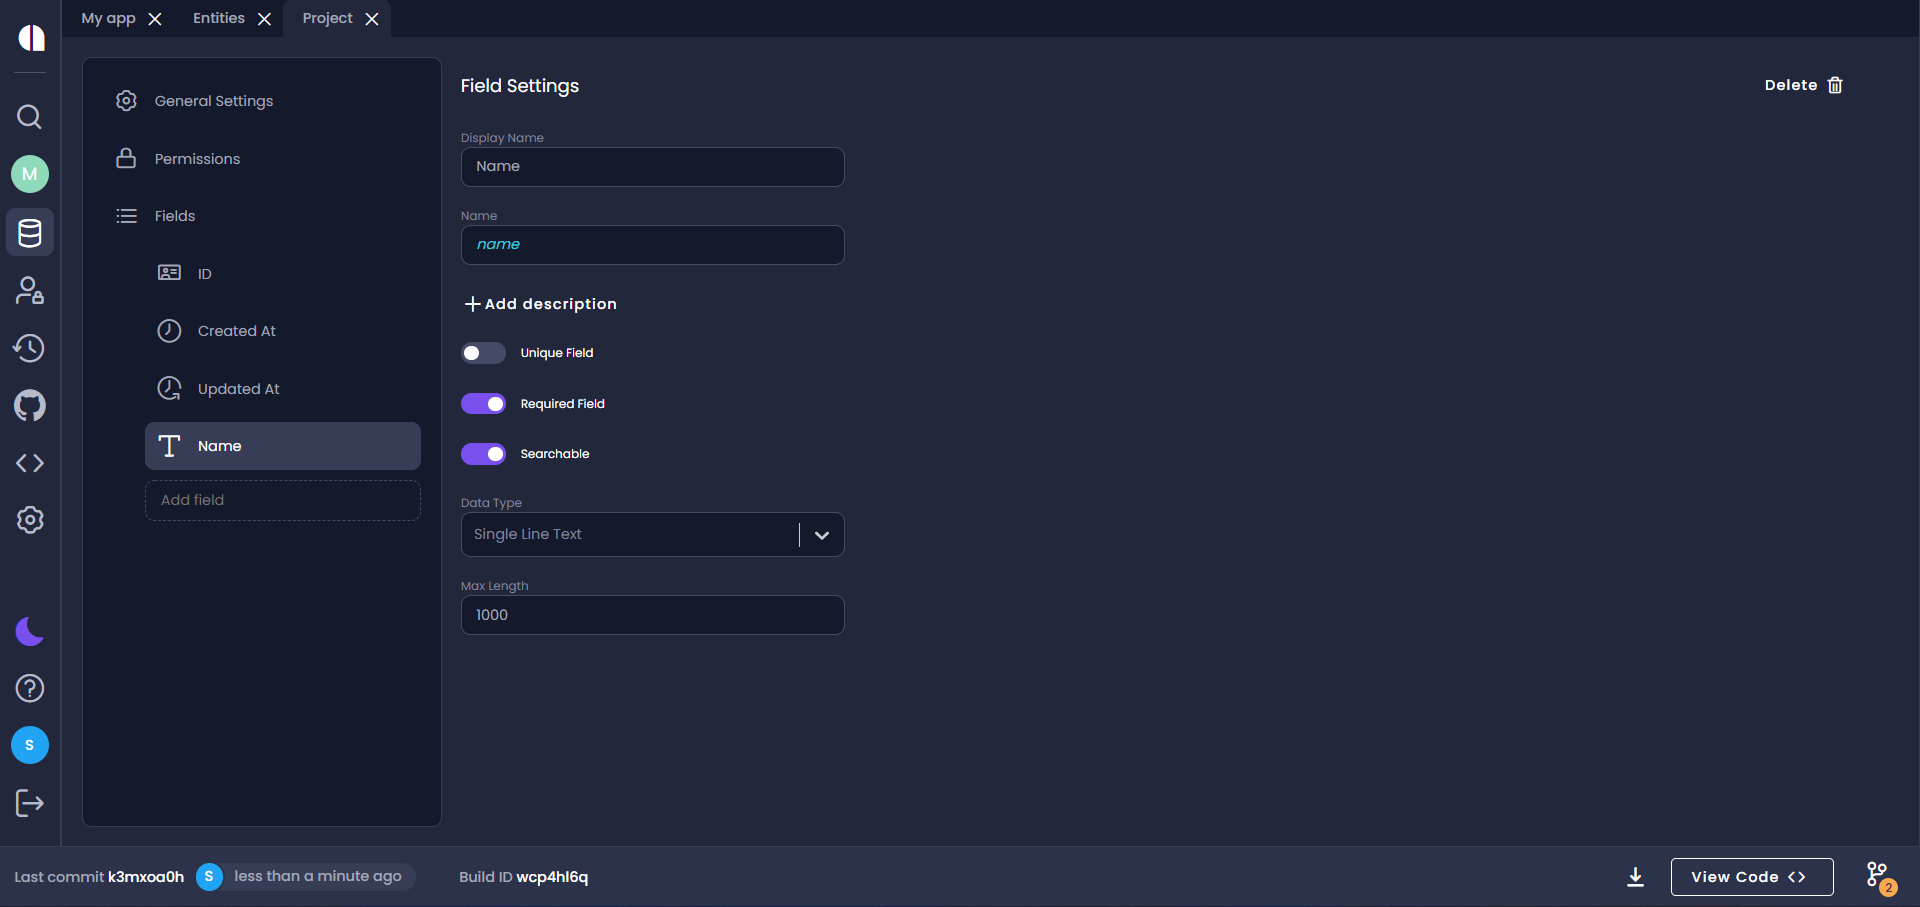 My app
Entities
Project
M
General Settings
Permissions
Fields
ID
Created At
Updated At
Name
Add field
Field Settings
Delete
Display Name
Name
Name
name
Add description
Unique Field
Required Field
Searchable
Data Type
Single Line Text
Max Length
1000
S
Last commit k3mxoa0h S less than a minute ago
Build ID wcp4hl6q
View Code
2